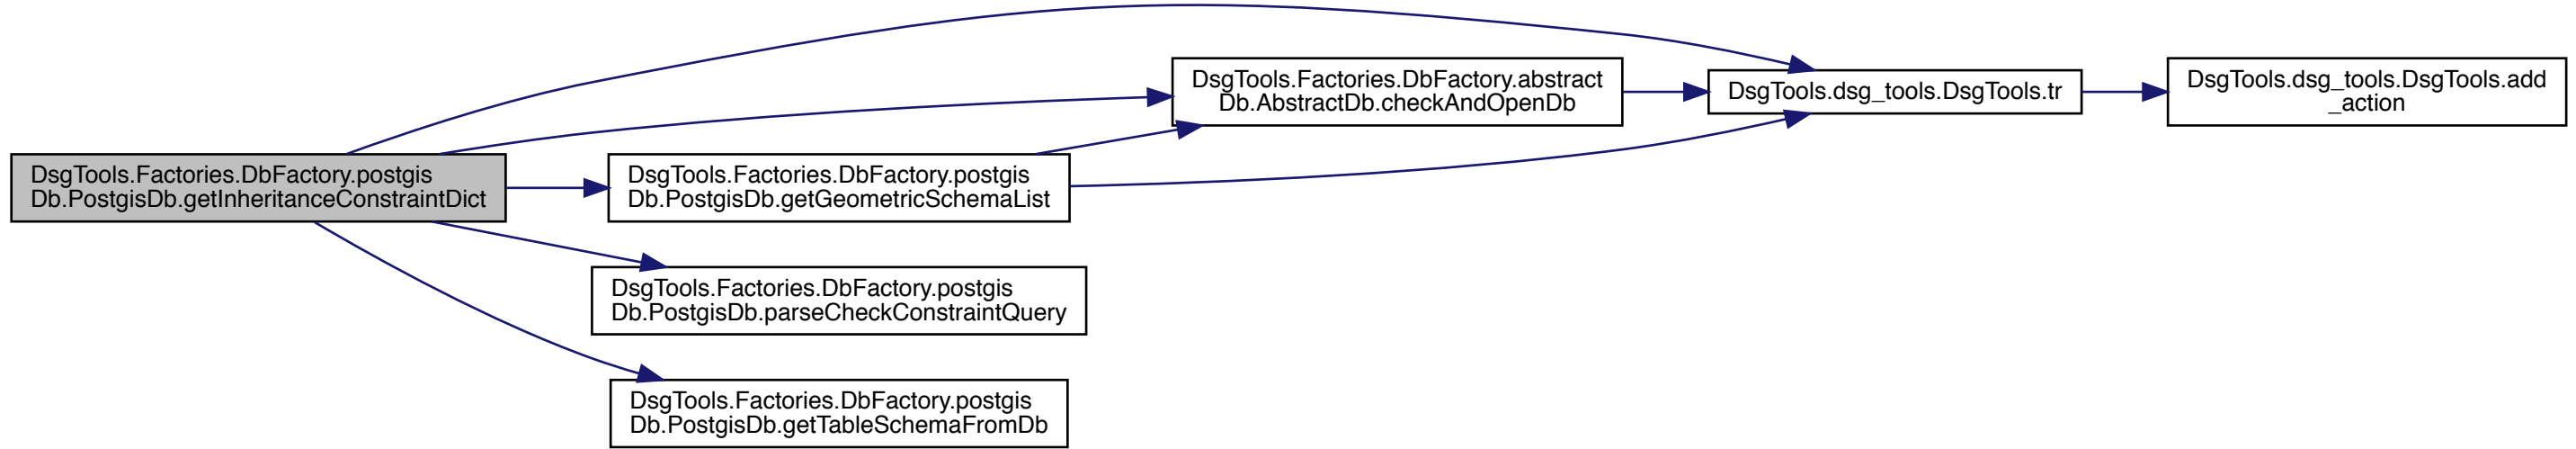 DsgTools.Factories.DbFactory.postgis
Db.PostgisDb.getInheritanceConstraintDict
DsgTools.Factories.DbFactory.postgis
Db.PostgisDb.getGeometricSchemaList
DsgTools.Factories.DbFactory.abstract
Db.AbstractDb.checkAndOpenDb
DsgTools.dsg_tools.DsgTools.tr
DsgTools.dsg_tools.DsgTools.add
_action
DsgTools.Factories.DbFactory.postgis
Db.PostgisDb.parseCheckConstraintQuery
DsgTools.Factories.DbFactory.postgis
Db.PostgisDb.getTableSchemaFromDb